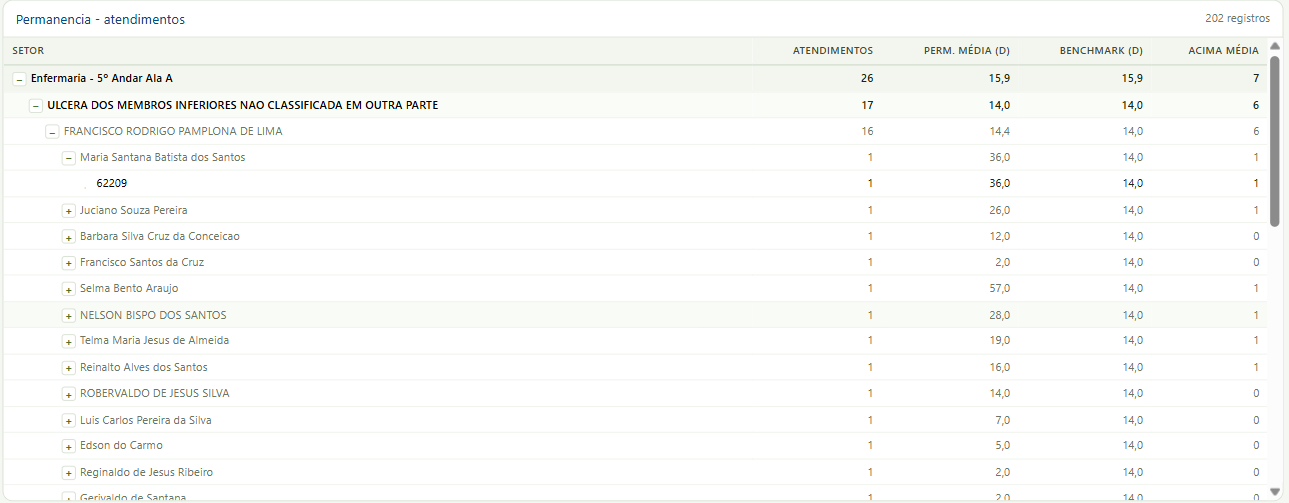 Permanencia - atendimentos 202 registros
SETOR ATENDIMENTOS PERM. MÉDIA (D) BENCHMARK (D) ACIMA MÉDIA
Enfermaria - 5º Andar Ala A 26 15,9 15,9 7
ULCERA DOS MEMBROS INFERIORES NAO CLASSIFICADA EM OUTRA PARTE 17 14,0 14,0 6
FRANCISCO RODRIGO PAMPLONA DE LIMA 16 14,4 14,0 6
Maria Santana Batista dos Santos 1 36,0 14,0 1
62209 1 36,0 14,0 1
Juciano Souza Pereira 1 26,0 14,0 1
Barbara Silva Cruz da Conceicao 1 12,0 14,0 0
Francisco Santos da Cruz 1 2,0 14,0 0
Selma Bento Araujo 1 57,0 14,0 1
NELSON BISPO DOS SANTOS 1 28,0 14,0 1
Telma Maria Jesus de Almeida 1 19,0 14,0 1
Reinalto Alves dos Santos 1 16,0 14,0 1
ROBERVALDO DE JESUS SILVA 1 14,0 14,0 0
Luis Carlos Pereira da Silva 1 7,0 14,0 0
Edson do Carmo 1 5,0 14,0 0
Reginaldo de Jesus Ribeiro 1 2,0 14,0 0
Gerivaldo de Santana 1 2,0 14,0 0